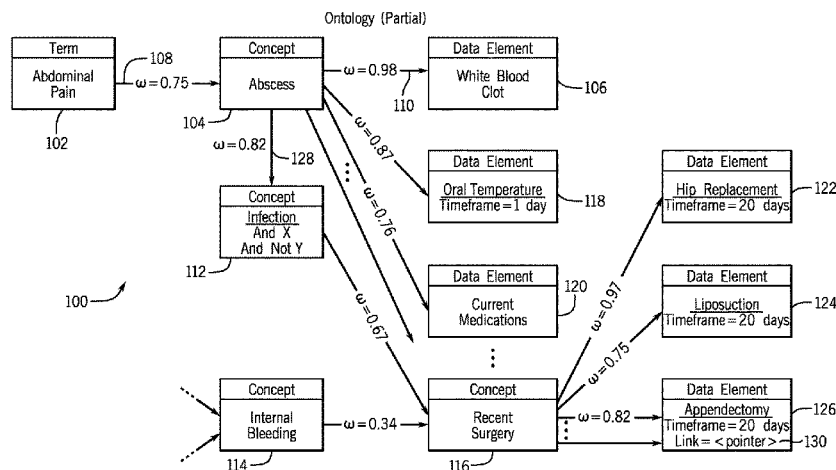 Ontology (Partial)
Term
Abdominal
Pain
102
108
ω=0.75
Concept
Abscess
104
ω=0.98
110
Data Element
White Blood
Clot
106
ω=0.82
128
ω=0.87
Data Element
Oral Temperature
Timeframe=1 day
118
Concept
Infection
And X
And Not Y
112
ω=0.76
Data Element
Current
Medications
120
Data Element
Hip Replacement
Timeframe=20 days
122
100
ω=0.67
ω=0.97
Data Element
Liposuction
Timeframe=20 days
124
ω=0.75
Concept
Internal
Bleeding
114
ω=0.34
Concept
Recent
Surgery
116
ω=0.82
Data Element
Appendectomy
Timeframe=20 days
Link=<pointer>
126
130